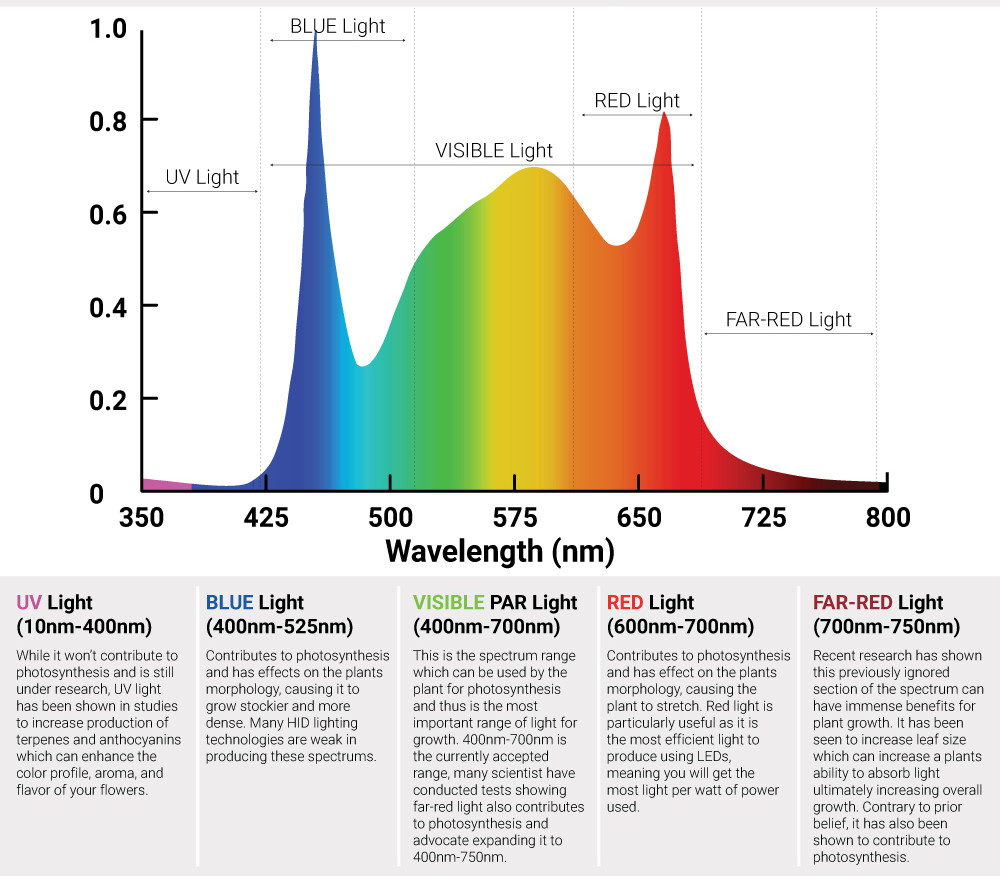 1.0
BLUE Light
0.8
RED Light
VISIBLE Light
UV Light
0.6
0.4
FAR-RED Light
0.2
0
350
425
500
575
650
725
800
Wavelength (nm)
UV Light
(10nm-400nm)
While it won't contribute to
photosynthesis and is still
under research, UV light
has been shown in studies
to increase production of
terpenes and anthocyanins
which can enhance the
color profile, aroma, and
flavor of your flowers.
BLUE Light
(400nm-525nm)
Contributes to photosynthesis
and has effects on the plants
morphology, causing it to
grow stockier and more
dense. Many HID lighting
technologies are weak in
producing these spectrums.
VISIBLE PAR Light
(400nm-700nm)
This is the spectrum range
which can be used by the
plant for photosynthesis
and thus is the most
important range of light for
growth. 400nm-700nm is
the currently accepted
range, many scientist have
conducted tests showing
far-red light also contributes
to photosynthesis and
advocate expanding it to
400nm-750nm.
RED Light
(600nm-700nm)
Contributes to photosynthesis
and has effect on the plants
morphology, causing the
plant to stretch. Red light is
particularly useful as it is
the most efficient light to
produce using LEDs,
meaning you will get the
most light per watt of power
used.
FAR-RED Light
(700nm-750nm)
Recent research has shown
this previously ignored
section of the spectrum can
have immense benefits for
plant growth. It has been
seen to increase leaf size
which can increase a plants
ability to absorb light
ultimately increasing overall
growth. Contrary to prior
belief, it has also been
shown to contribute to
photosynthesis.